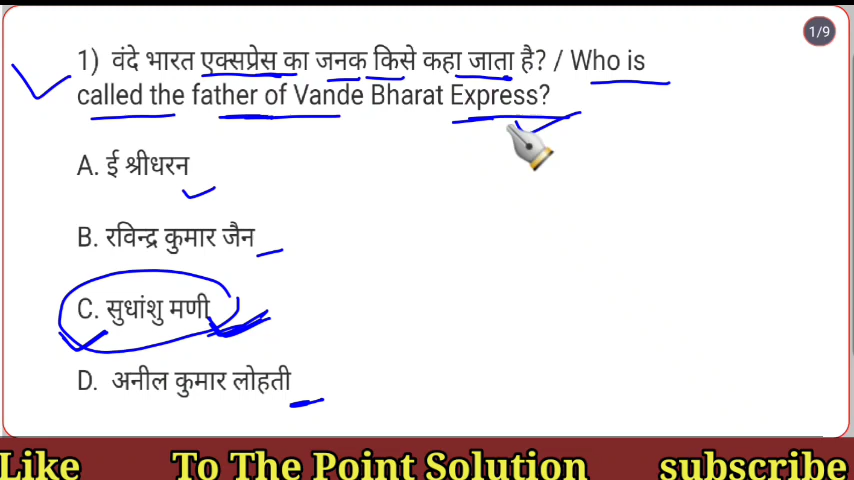 1/9
1) वंदे भारत एक्सप्रेस का जनक किसे कहा जाता है? / Who is
called the father of Vande Bharat Express?
A. ई श्रीधरन
B. रविन्द्र कुमार जैन
C. सुधांशु मणी
D. अनील कुमार लोहती
Like To The Point Solution subscribe